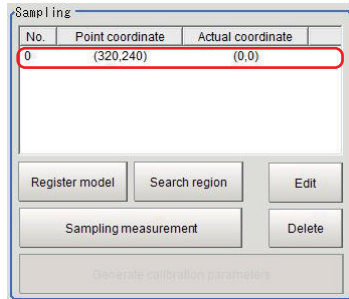 Sampling
No. Point coordinate Actual coordinate
0 (320,240) (0,0)
Register model Search region Edit
Sampling measurement Delete
Generate calibration parameters